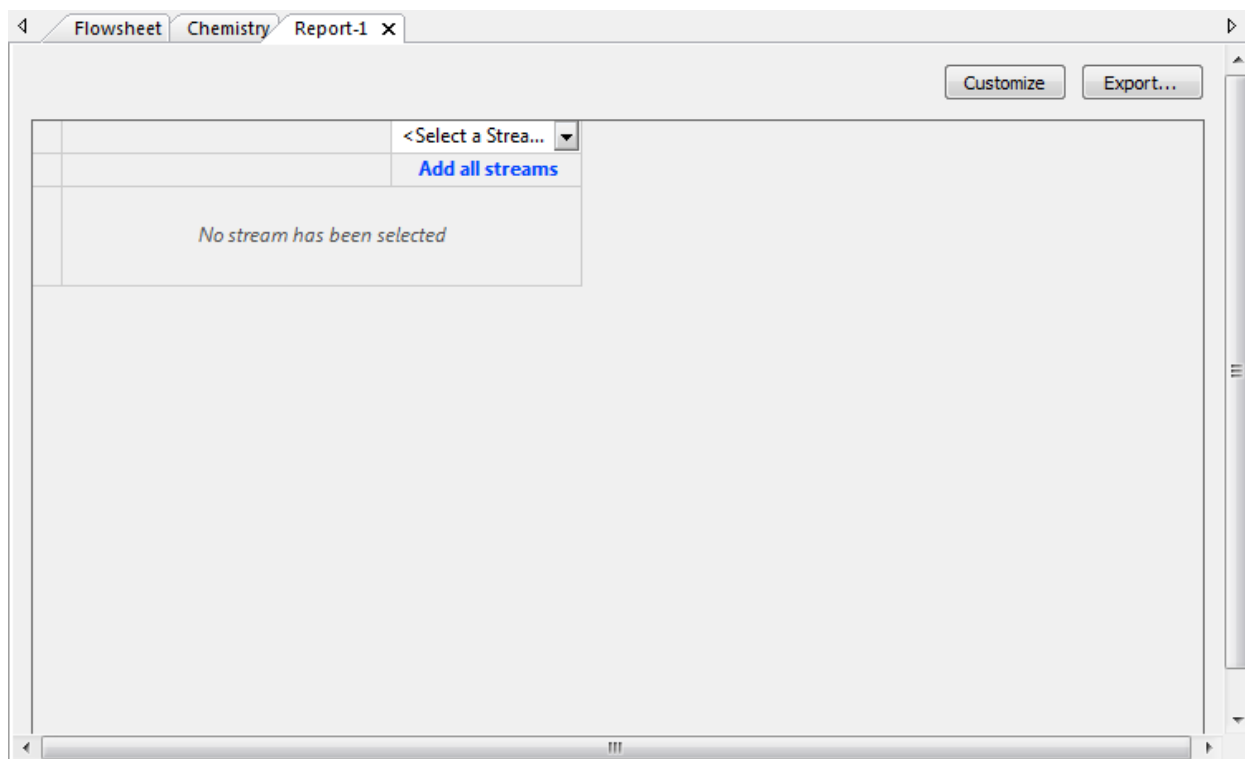 Flowsheet Chemistry Report-1
Customize Export...
<Select a Strea...
Add all streams
No stream has been selected